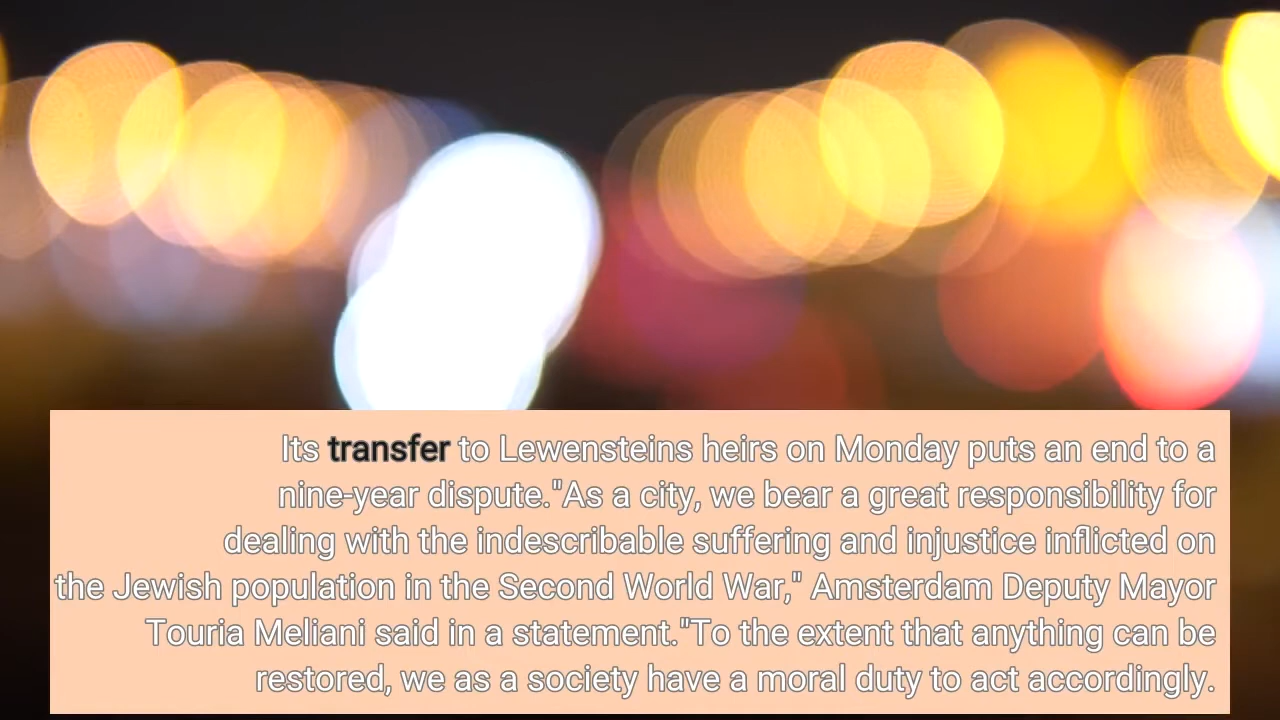 Its transfer to Lewensteins heirs on Monday puts an end to a
nine-year dispute."As a city, we bear a great responsibility for
dealing with the indescribable suffering and injustice inflicted on
the Jewish population in the Second World War," Amsterdam Deputy Mayor
Touria Meliani said in a statement."To the extent that anything can be
restored, we as a society have a moral duty to act accordingly.